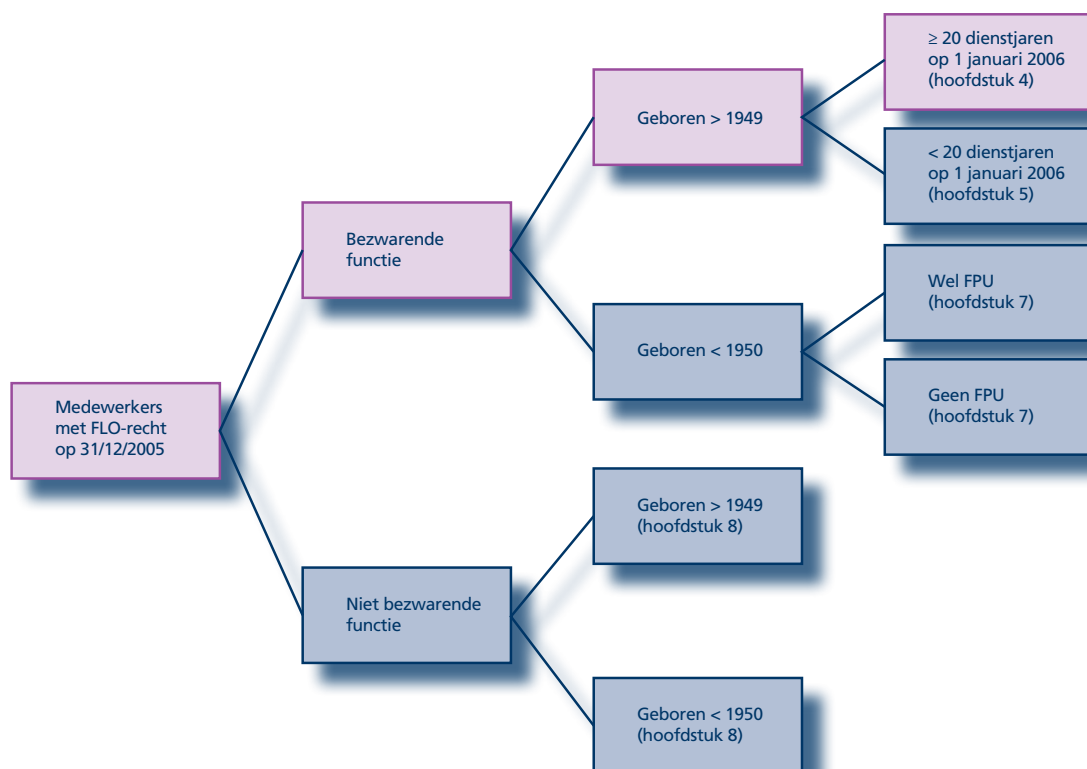 ≥ 20 dienstjaren
op 1 januari 2006
(hoofdstuk 4)
Geboren > 1949
< 20 dienstjaren
op 1 januari 2006
(hoofdstuk 5)
Bezwarende
functie
Wel FPU
(hoofdstuk 7)
Geboren < 1950
Geen FPU
(hoofdstuk 7)
Medewerkers
met FLO-recht
op 31/12/2005
Geboren > 1949
(hoofdstuk 8)
Niet bezwarende
functie
Geboren < 1950
(hoofdstuk 8)